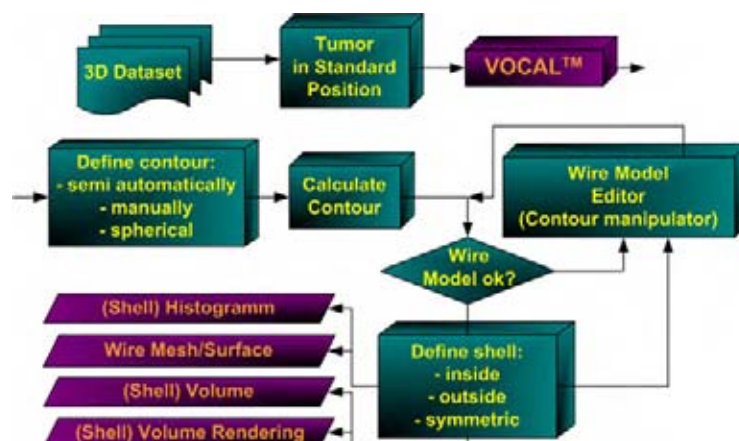 3D Dataset
Tumor
in Standard
Position
VOCAL™
Define contour:
- semi automatically
- manually
- spherical
Calculate
Contour
Wire Model
Editor
(Contour manipulator)
Wire
Model ok?
(Shell) Histogramm
Wire Mesh/Surface
(Shell) Volume
(Shell) Volume Rendering
Define shell:
- inside
- outside
- symmetric